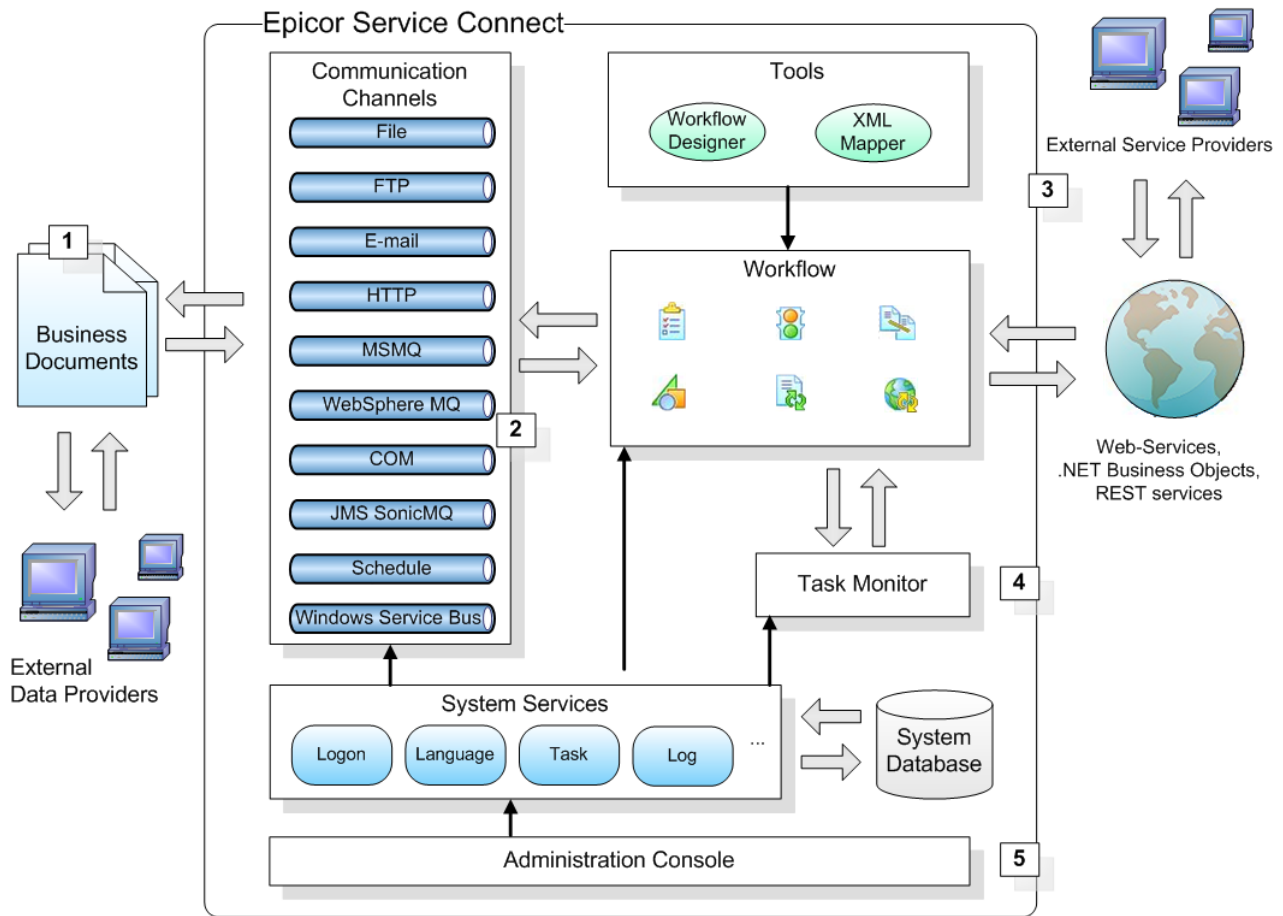 Epicor Service Connect
Communication
Channels
File
FTP
E-mail
HTTP
MSMQ
WebSphere MQ
COM
JMS SonicMQ
Schedule
Windows Service Bus
2
Tools
Workflow
Designer
XML
Mapper
Workflow
Task Monitor
System Services
Logon
Language
Task
Log
...
System
Database
Administration Console
1
Business
Documents
External
Data Providers
External Service Providers
3
Web-Services,
.NET Business Objects,
REST services
4
5